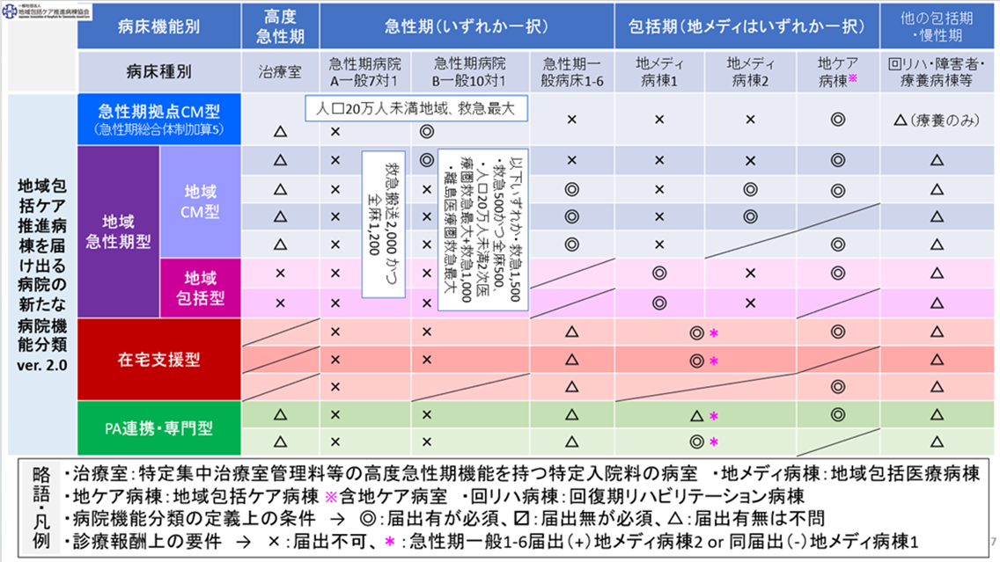 一般社団法人
地域包括ケア推進病棟協会
Japanese Association of Hospitals for Community-based Care
病床機能別
高度
急性期
急性期（いずれか一択）
包括期（地メディはいずれか一択）
他の包括期
・慢性期
病床種別
治療室
急性期病院
A一般7対1
急性期病院
B一般10対1
急性期一
般病床1-6
地メディ
病棟1
地メディ
病棟2
地ケア
病棟※
回リハ・障害者・
療養病棟等
地域包
括ケア
推進病
棟を届
け出る
病院の
新たな
病院機
能分類
ver. 2.0
急性期拠点CM型
（急性期総合体制加算5）
人口20万人未満地域、救急最大
△ × ◎ × × × ◎ △（療養のみ）
地域
急性期型
地域
CM型
△ × ◎ × × × ◎ △
△ × × ◎ × ◎ ◎ △
△ × × ◎ × ◎ △
△ × × ◎ × ◎ △
地域
包括型
× × × ◎ × ◎ △
× × × ◎ × △
救急搬送2,000 かつ
全麻1,200
以下いずれか・救急1,500
・救急500かつ全麻500、
・人口20万人未満2次医
療圏救急最大+救急1,000
・離島医療圏救急最大
在宅支援型
× × △ ◎* ◎ △
× × △ ◎* △
× △ ◎ △
PA連携・専門型
△ × × △ △* ◎ △
△ × × △ ◎* △
略語・凡例
・治療室：特定集中治療室管理料等の高度急性期機能を持つ特定入院料の病室 ・地メディ病棟：地域包括医療病棟
・地ケア病棟：地域包括ケア病棟 ※含地ケア病室 ・回リハ病棟：回復期リハビリテーション病棟
・病院機能分類の定義上の条件 → ◎：届出有が必須、〼：届出無が必須、△：届出有無は不問
・診療報酬上の要件 → ×：届出不可、*：急性期一般1-6届出(+)地メディ病棟2 or 同届出(-)地メディ病棟1
7